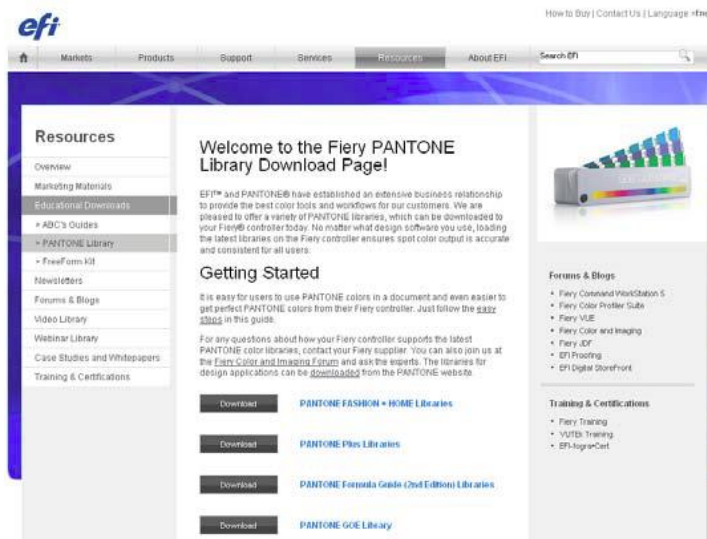 How to Buy | Contact Us | Language
efi
Markets
Products
Support
Services
Resources
About EFI
Search EFI
Resources
Overview
Marketing Materials
Educational Downloads
» ABC's Guides
» PANTONE Library
» FreeForm Kit
Newsletters
Forums & Blogs
Video Library
Webinar Library
Case Studies and Whitepapers
Training & Certifications
Welcome to the Fiery PANTONE
Library Download Page!
EFI™ and PANTONE® have established an extensive business relationship
to provide the best color tools and workflows for our customers. We are
pleased to offer a variety of PANTONE libraries, which can be downloaded to
your Fiery® controller today. No matter what design software you use, loading
the latest libraries on the Fiery controller ensures spot color output is accurate
and consistent for all users.
Getting Started
It is easy for users to use PANTONE colors in a document and even easier to
get perfect PANTONE colors from their Fiery controller. Just follow the easy
steps in this guide.
For any questions about how your Fiery controller supports the latest
PANTONE color libraries, contact your Fiery supplier. You can also join us at
the Fiery Color and Imaging Forum and ask the experts. The libraries for
design applications can be downloaded from the PANTONE website.
Download PANTONE FASHION + HOME Libraries
Download PANTONE Plus Libraries
Download PANTONE Formula Guide (2nd Edition) Libraries
Download PANTONE GOE Library
Forums & Blogs
• Fiery Command WorkStation 5
• Fiery Color Profiler Suite
• Fiery VUE
• Fiery Color and Imaging
• Fiery JDF
• EFI Proofing
• EFI Digital StoreFront
Training & Certifications
• Fiery Training
• VUTEk Training
• EFI-fogra•Cert